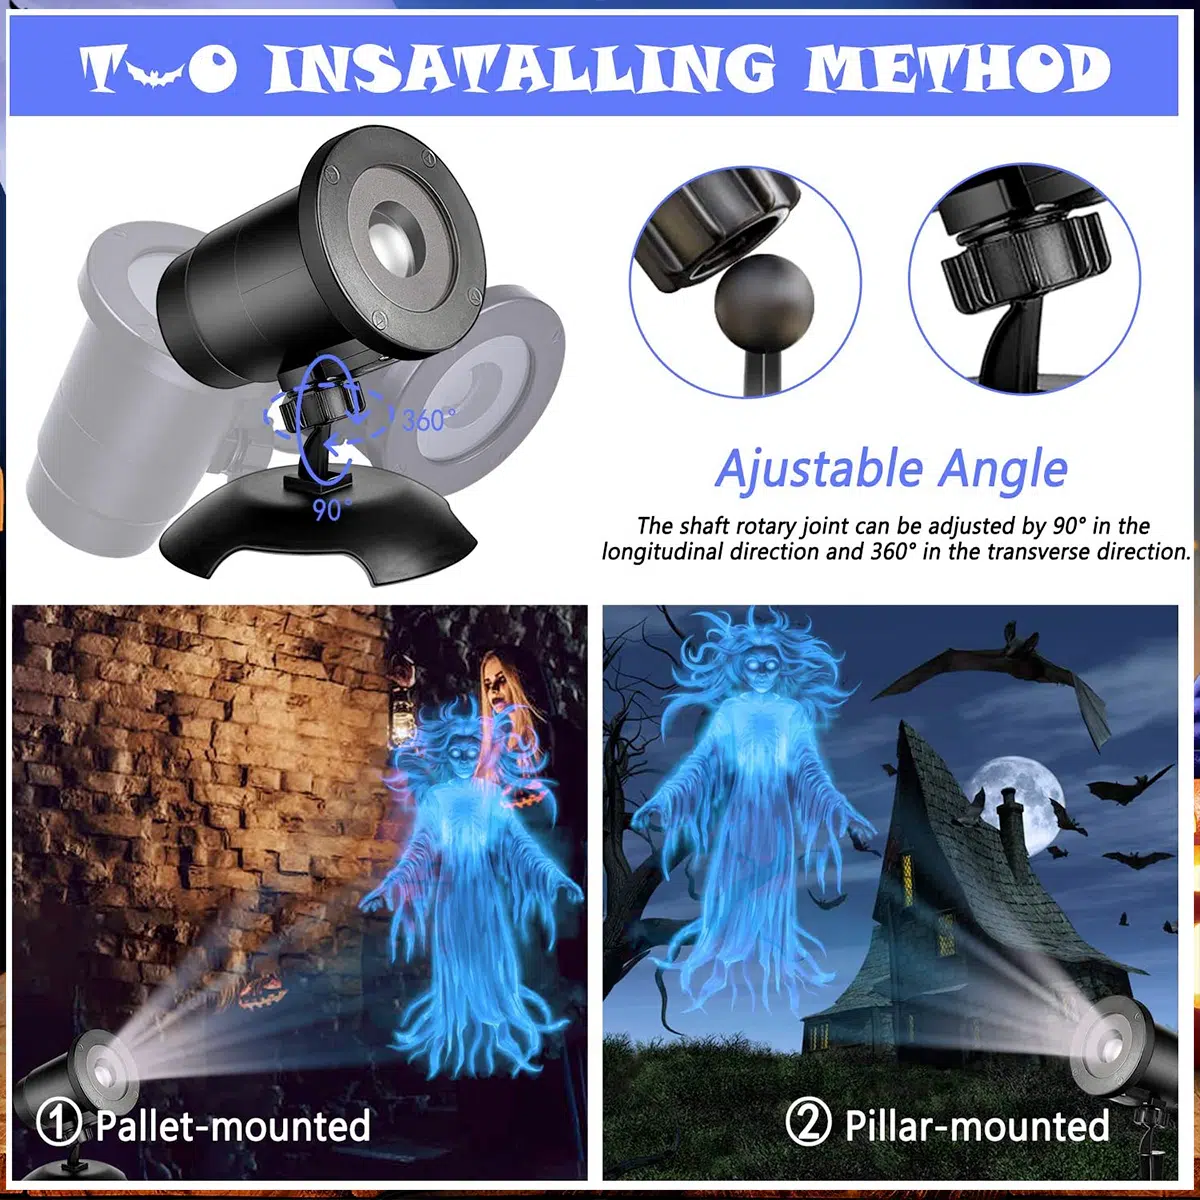 TWO INSATALLING METHOD
360°
90°
Ajustable Angle
The shaft rotary joint can be adjusted by 90° in the
longitudinal direction and 360° in the transverse direction.
① Pallet-mounted
② Pillar-mounted